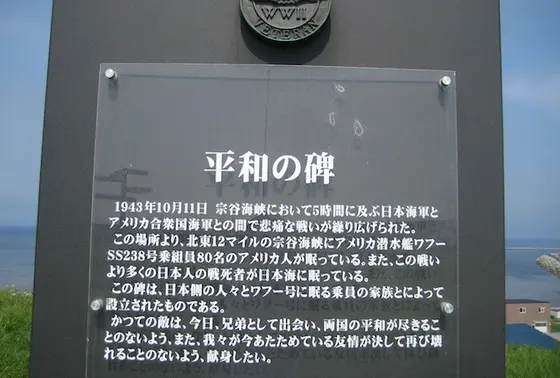 WWII
VETERAN
平和の碑
1943年10月11日 宗谷海峡において5時間に及ぶ日本海軍と
アメリカ合衆国海軍との間で悲痛な戦いが繰り広げられた。
この場所より、北東12マイルの宗谷海峡にアメリカ潜水艦ワフー
SS238号乗組員80名のアメリカ人が眠っている。また、この戦い
より多くの日本人の戦死者が日本海に眠っている。
この碑は、日本側の人々とワフー号に眠る乗員の家族とによって
設立されたものである。
かつての敵は、今日、兄弟として出会い、両国の平和が尽きるこ
とのないよう、また、我々が今あたためている友情が決して再び壊
れることのないよう、献身したい。